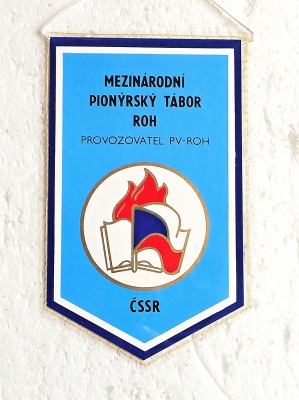 MEZINÁRODNÍ
PIONÝRSKÝ TÁBOR
ROH
PROVOZOVATEL PV-ROH
ČSSR